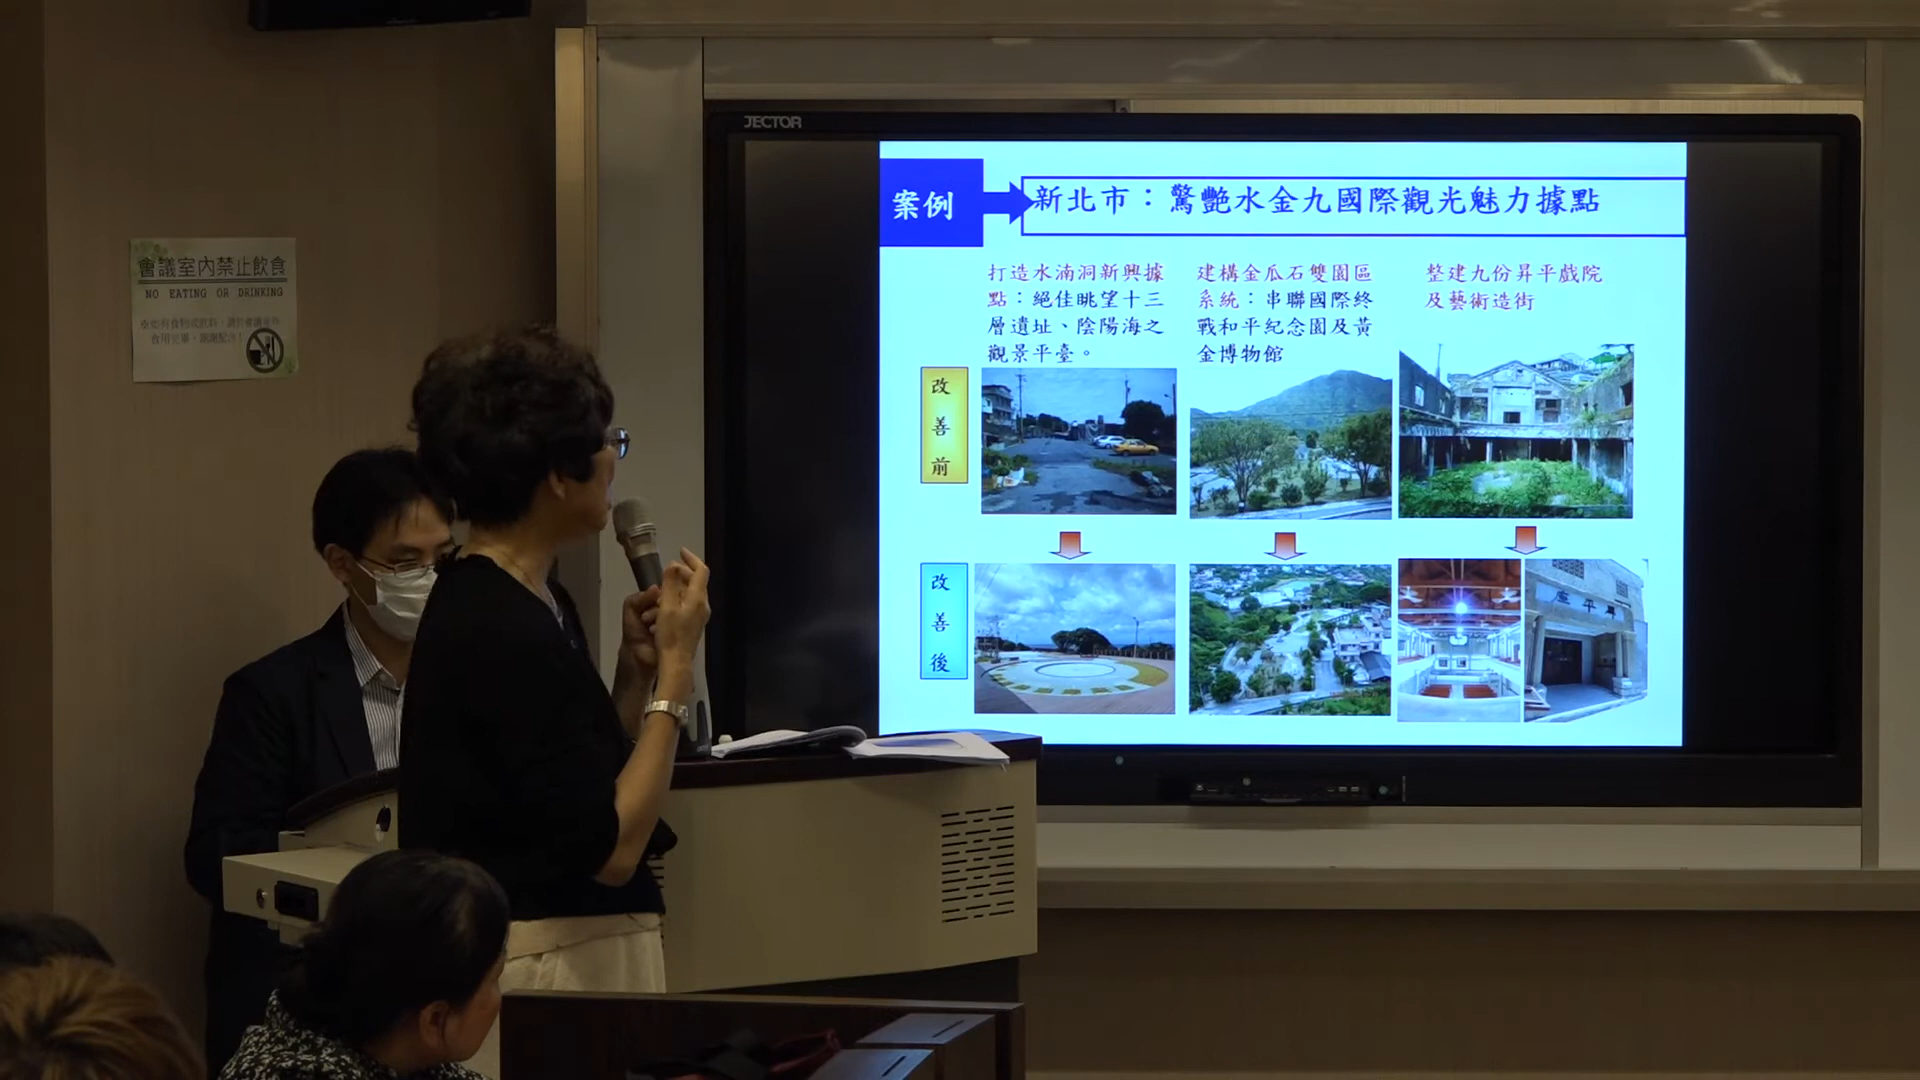 JECTOR
案例
新北市：驚艷水金九國際觀光魅力據點
打造水湳洞新興據
點：絕佳眺望十三
層遺址、陰陽海之
觀景平臺。
建構金瓜石雙園區
系統：串聯國際終
戰和平紀念園及黃
金博物館
整建九份昇平戲院
及藝術造街
改善前
改善後
座平昇
會議室內禁止飲食
NO EATING OR DRINKING